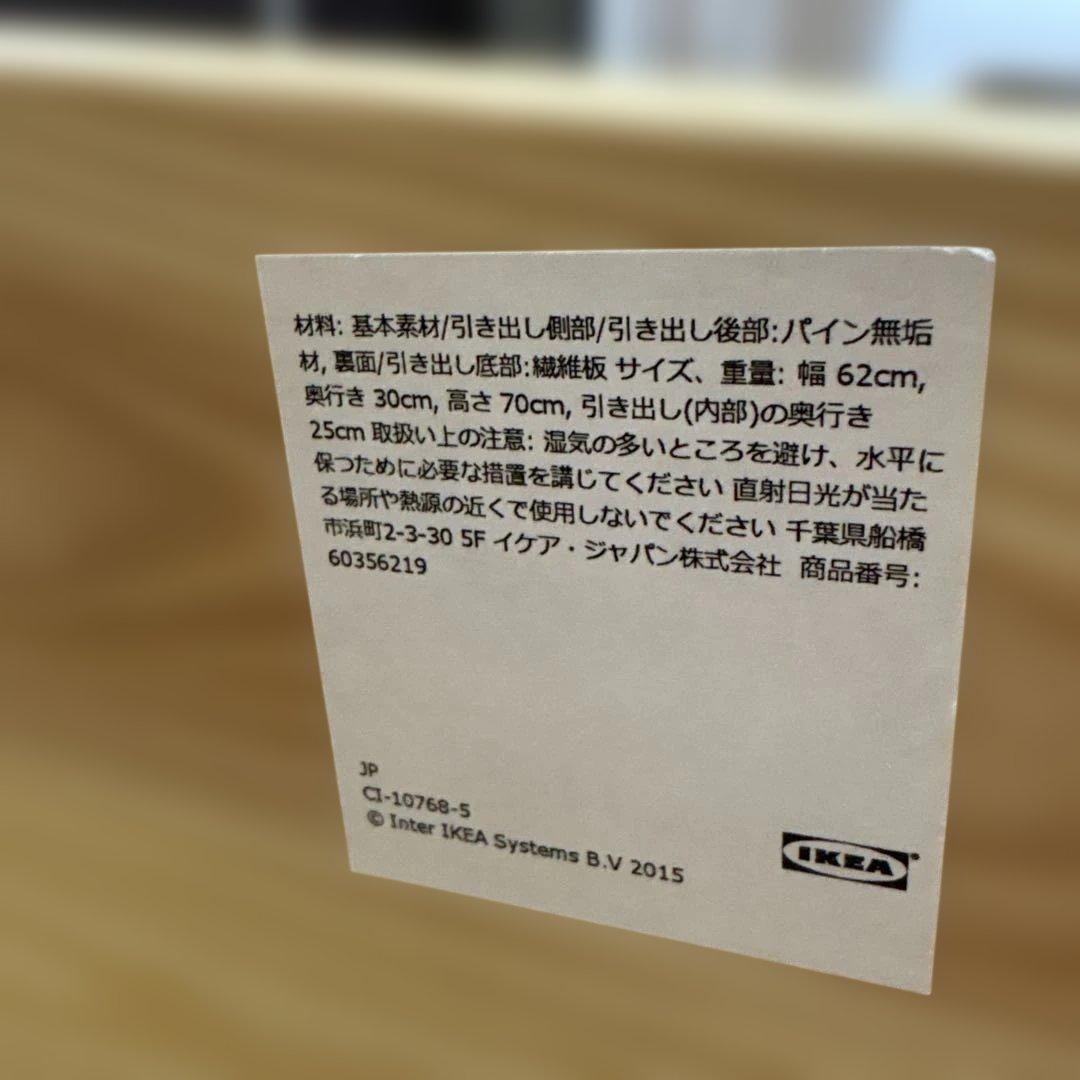 材料: 基本素材/引き出し側部/引き出し後部:パイン無垢
材, 裏面/引き出し底部:繊維板 サイズ、重量: 幅 62cm,
奥行き 30cm, 高さ 70cm, 引き出し(内部)の奥行き
25cm 取扱い上の注意: 湿気の多いところを避け、水平に
保つために必要な措置を講じてください 直射日光が当た
る場所や熱源の近くで使用しないでください 千葉県船橋
市浜町2-3-30 5F イケア・ジャパン株式会社 商品番号:
60356219
JP
CI-10768-5
© Inter IKEA Systems B.V 2015
IKEA®